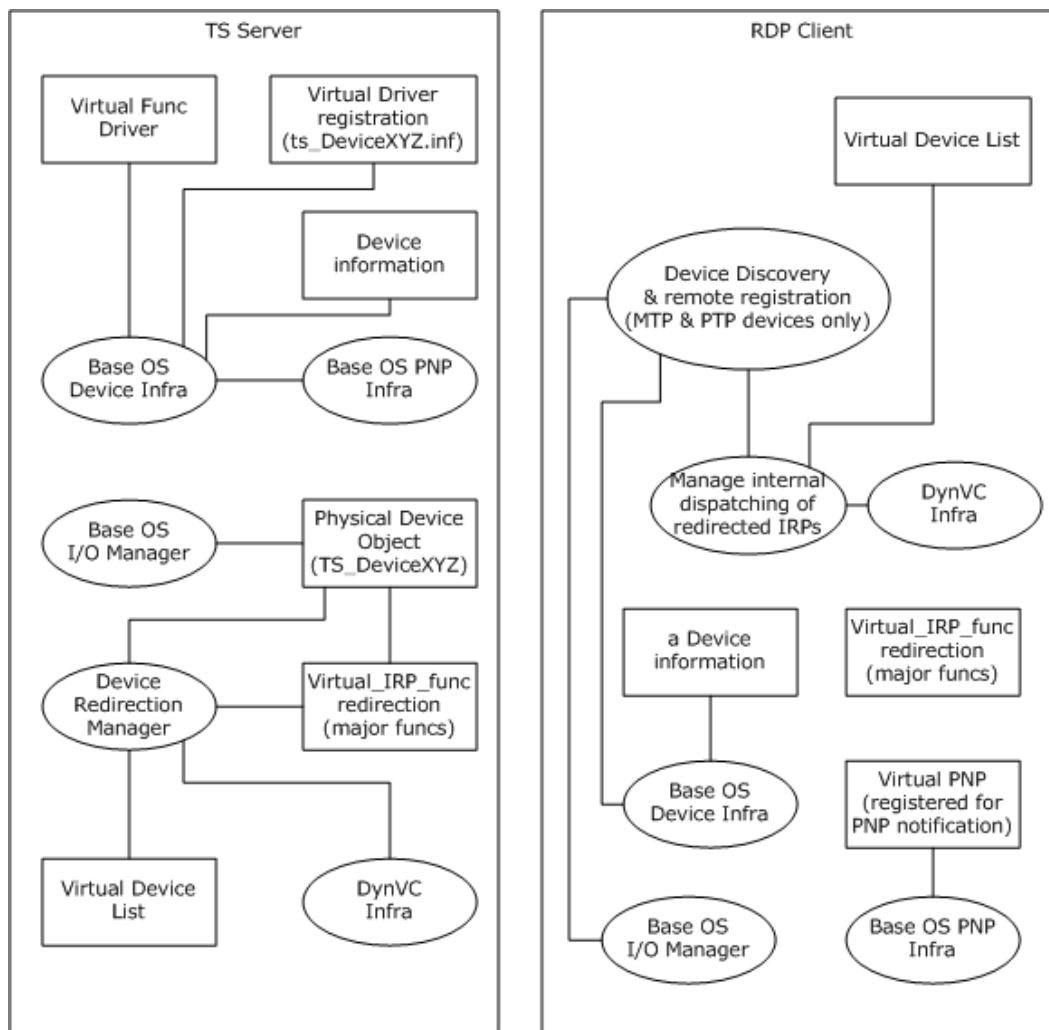 TS Server
Virtual Func
Driver
Virtual Driver
registration
(ts_DeviceXYZ.inf)
Device
information
Base OS
Device Infra
Base OS PNP
Infra
Base OS
I/O Manager
Physical Device
Object
(TS_DeviceXYZ)
Device
Redirection
Manager
Virtual_IRP_func
redirection
(major funcs)
Virtual Device
List
DynVC
Infra
RDP Client
Virtual Device List
Device Discovery
& remote registration
(MTP & PTP devices only)
Manage internal
dispatching of
redirected IRPs
DynVC
Infra
a Device
information
Virtual_IRP_func
redirection
(major funcs)
Base OS
Device Infra
Virtual PNP
(registered for
PNP notification)
Base OS
I/O Manager
Base OS PNP
Infra